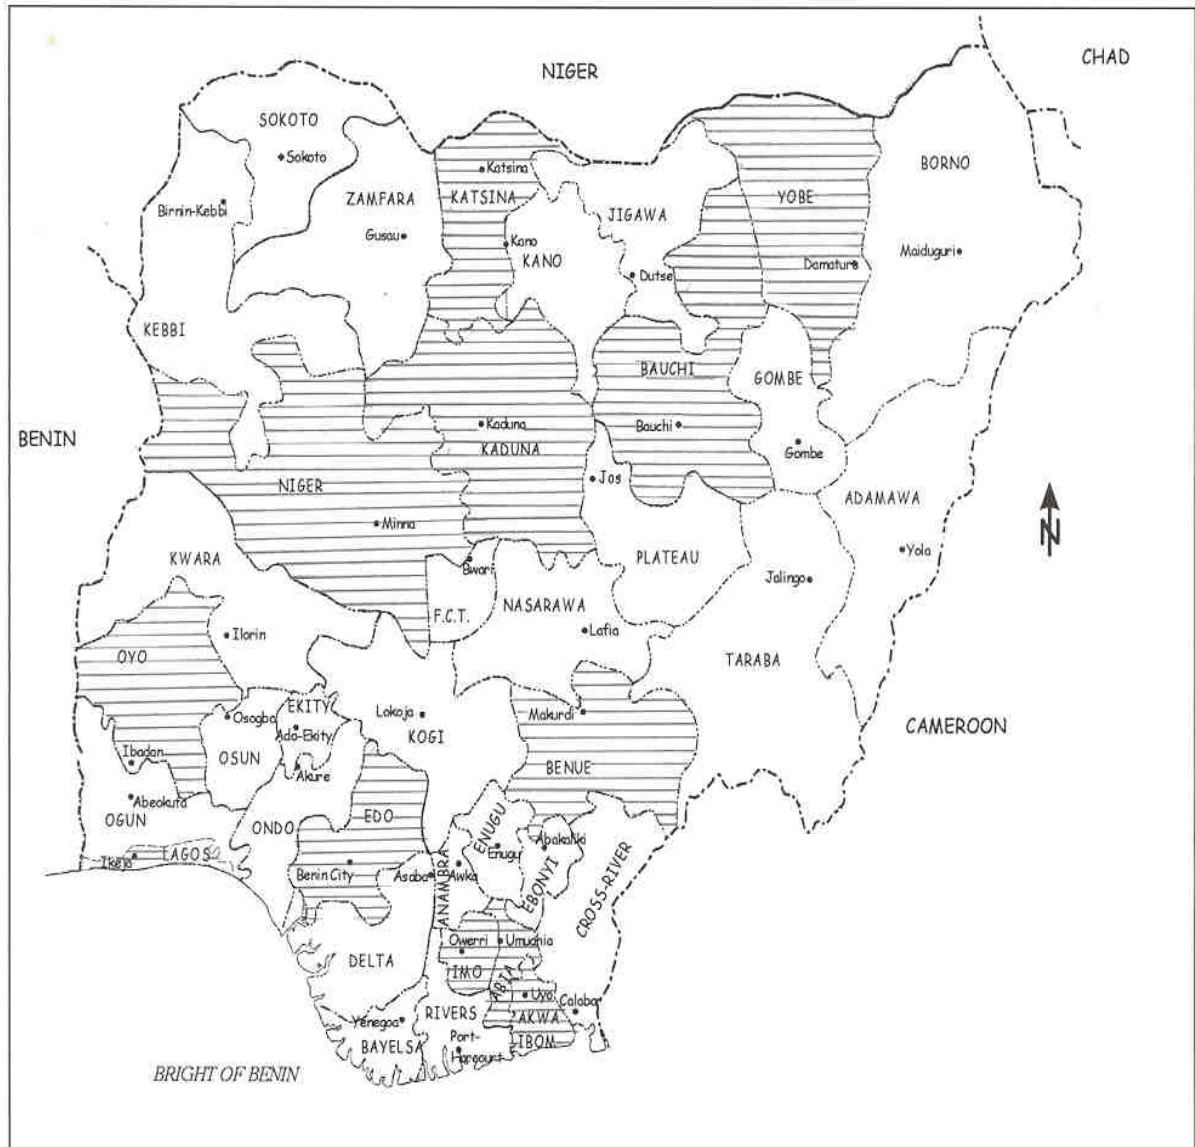 CHAD
NIGER
SOKOTO
Sokoto
BORNO
Katsina
KATSINA
ZAMFARA
YOBE
Birnin-Kebbi
JIGAWA
Gusau
Kano
KANO
Maiduguri
Damaturu
Dutse
KEBBI
BAUCHI
GOMBE
BENIN
Kaduna
Bauchi
KADUNA
Gombe
Jos
NIGER
ADAMAWA
Minna
N
Yola
KWARA
PLATEAU
Bwari
Jalingo
NASARAWA
F.C.T.
Ilorin
Lafia
OYO
TARABA
EKITY
Osogba
Lokoja
Makurdi
CAMEROON
Ado-Ekity
KOGI
Ibadan
OSUN
BENUE
Akure
Abeokuta
OGUN
EDO
ONDO
ENUGU
Abakaliki
Ikeja
LAGOS
Enugu
Benin City
Asaba
ANAMBRA
Awka
EBONYI
CROSS-RIVER
Owerri
Umuahia
DELTA
IMO
ABIA
Uyo
Calabar
RIVERS
Yenegoa
AKWA
IBOM
BAYELSA
Port-
Harcourt
BRIGHT OF BENIN